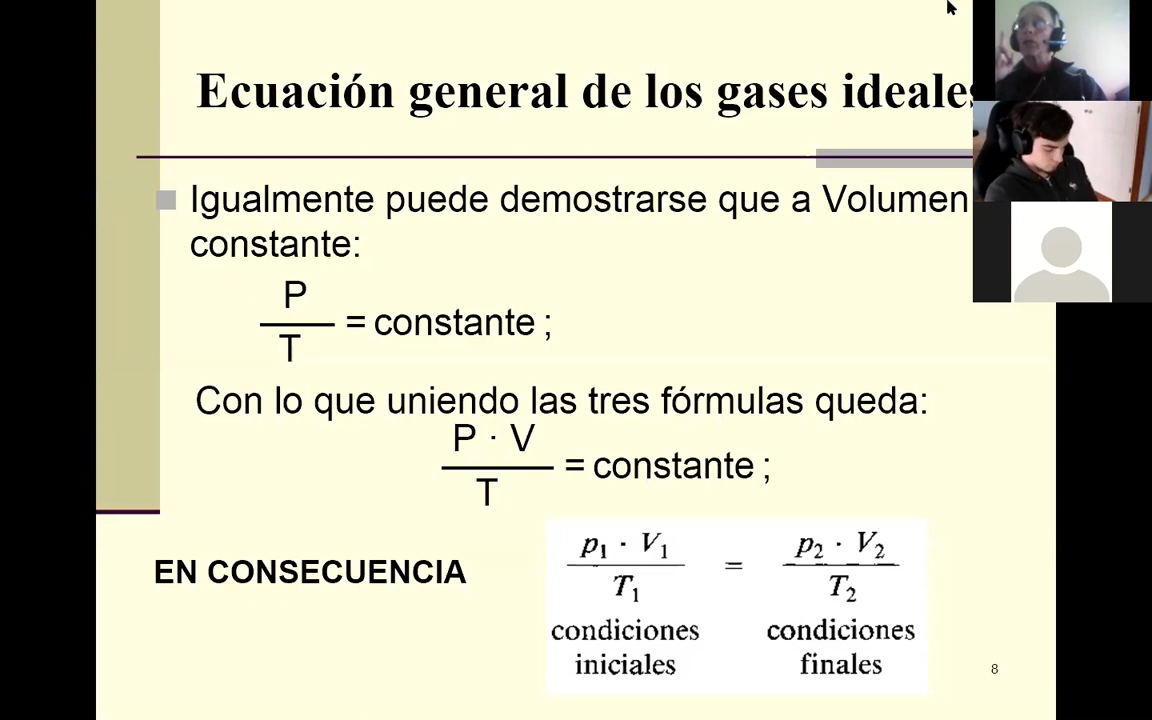 Ecuación general de los gases ideales
Igualmente puede demostrarse que a Volumen
constante:
P
T
= constante ;
Con lo que uniendo las tres fórmulas queda:
P · V
T
= constante ;
EN CONSECUENCIA
p1 · V1
T1
=
p2 · V2
T2
condiciones
iniciales
condiciones
finales
8